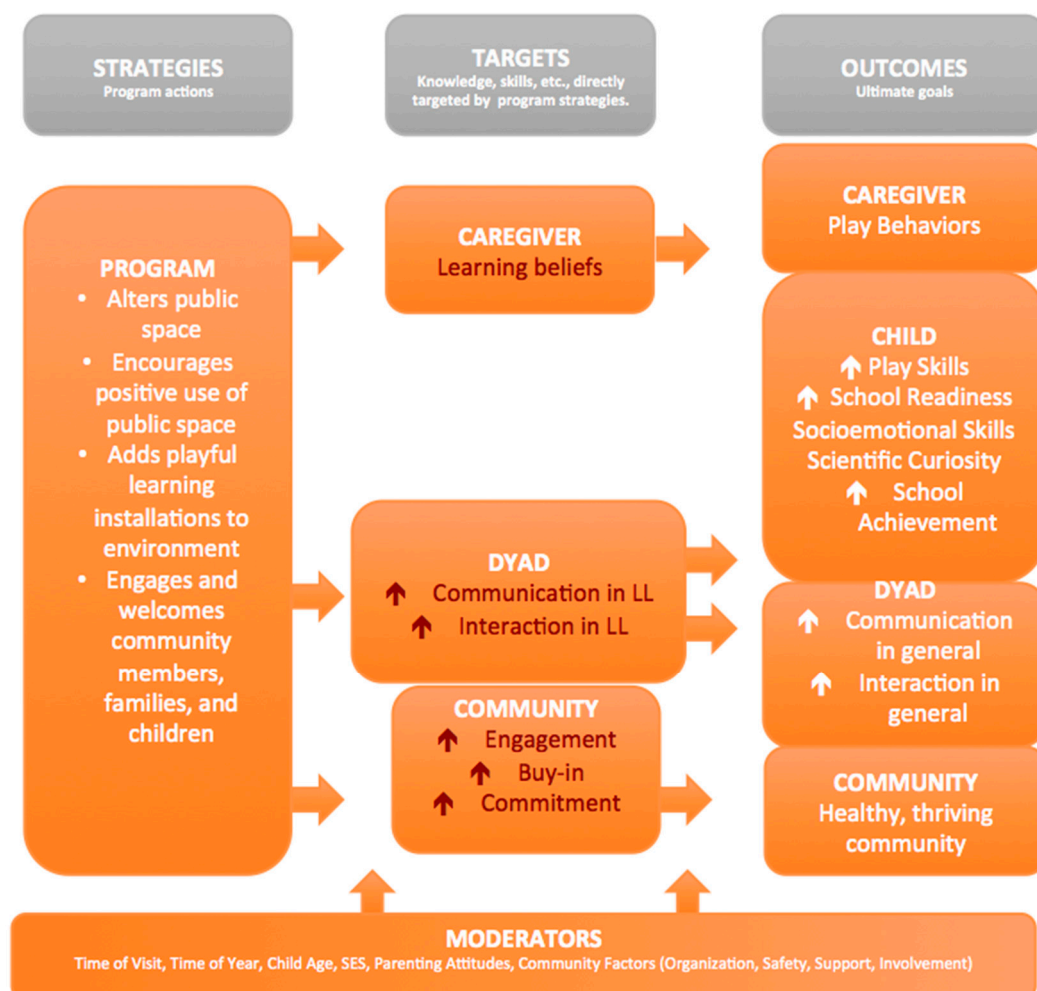 STRATEGIES
Program actions
TARGETS
Knowledge, skills, etc., directly
targeted by program strategies.
OUTCOMES
Ultimate goals
PROGRAM
• Alters public
space
• Encourages
positive use of
public space
• Adds playful
learning
installations to
environment
• Engages and
welcomes
community
members,
families, and
children
CAREGIVER
Learning beliefs
DYAD
Communication in LL
Interaction in LL
COMMUNITY
Engagement
Buy-in
Commitment
CAREGIVER
Play Behaviors
CHILD
Play Skills
School Readiness
Socioemotional Skills
Scientific Curiosity
School
Achievement
DYAD
Communication
in general
Interaction in
general
COMMUNITY
Healthy, thriving
community
MODERATORS
Time of Visit, Time of Year, Child Age, SES, Parenting Attitudes, Community Factors (Organization, Safety, Support, Involvement)